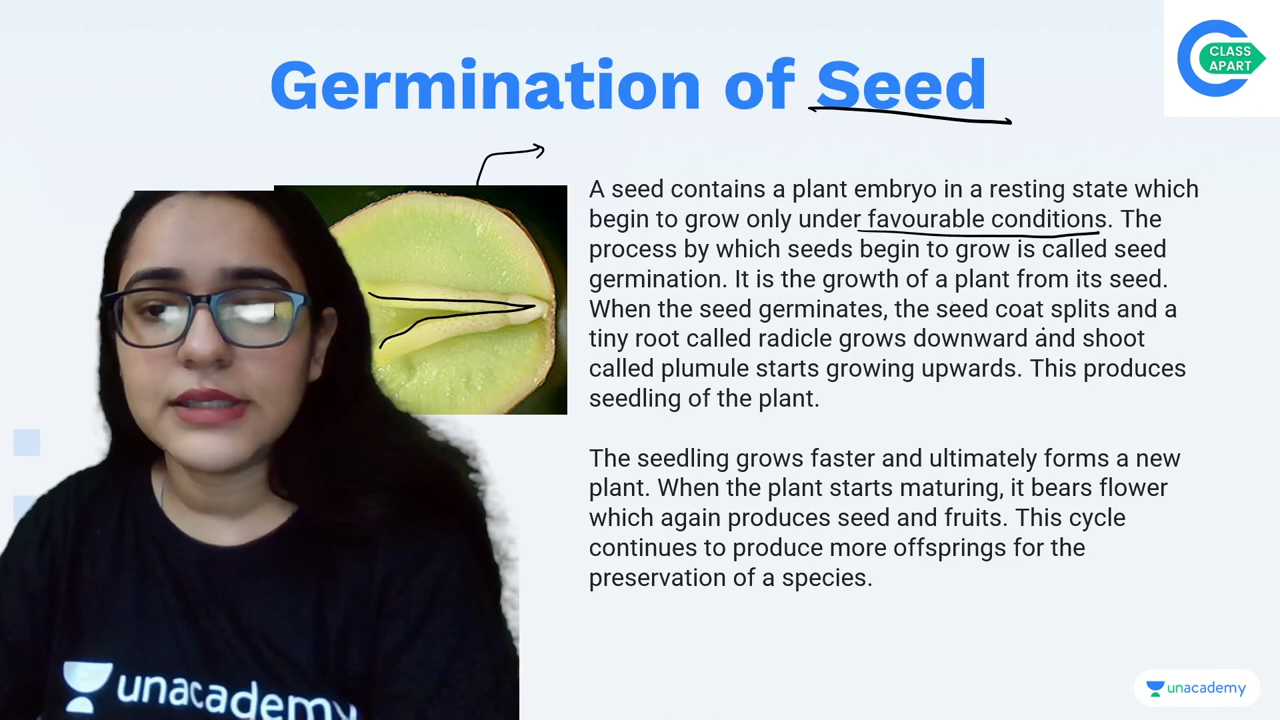 CLASS
APART
Germination of Seed
A seed contains a plant embryo in a resting state which
begin to grow only under favourable conditions. The
process by which seeds begin to grow is called seed
germination. It is the growth of a plant from its seed.
When the seed germinates, the seed coat splits and a
tiny root called radicle grows downward and shoot
called plumule starts growing upwards. This produces
seedling of the plant.
The seedling grows faster and ultimately forms a new
plant. When the plant starts maturing, it bears flower
which again produces seed and fruits. This cycle
continues to produce more offsprings for the
preservation of a species.
unacademy
unacademy